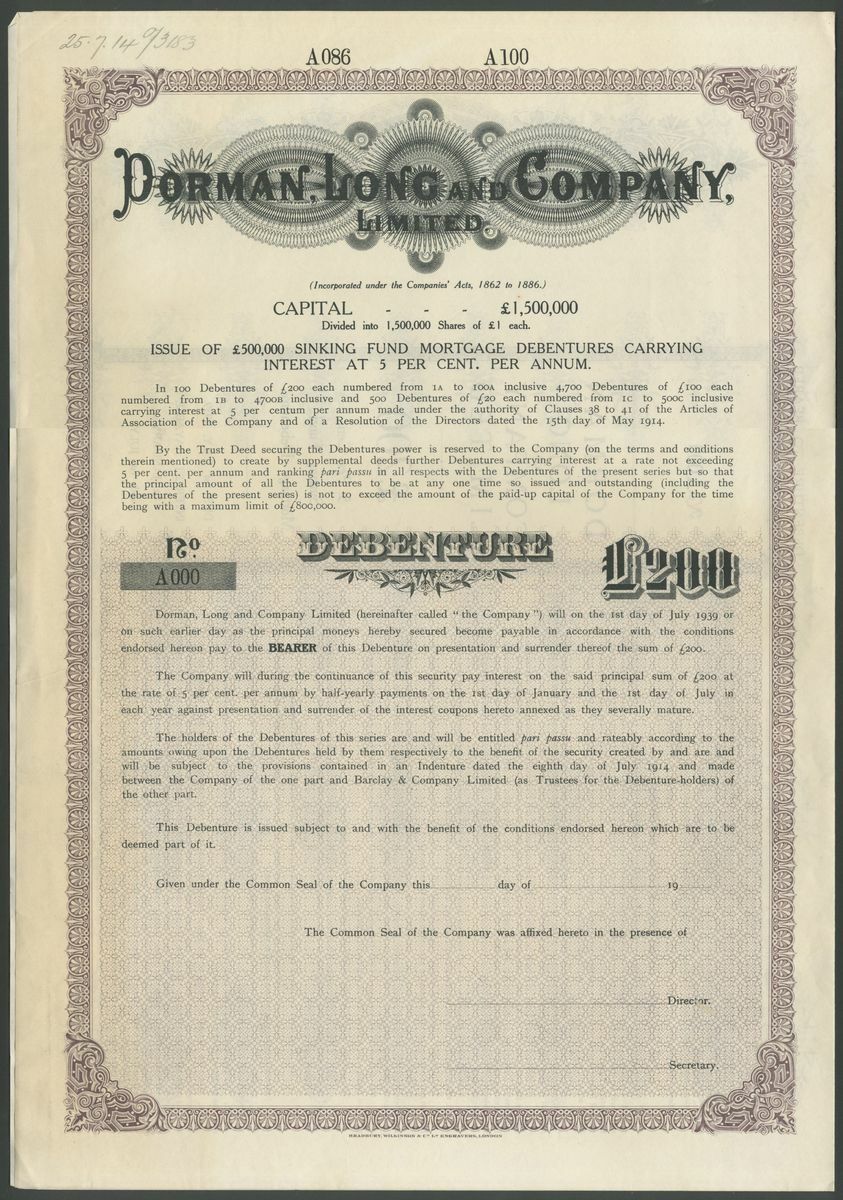 25.7.14 0/3183
A086 A100
DORMAN, LONG AND COMPANY,
LIMITED.
(Incorporated under the Companies' Acts, 1862 to 1886.)
CAPITAL - - - £1,500,000
Divided into 1,500,000 Shares of £1 each.
ISSUE OF £500,000 SINKING FUND MORTGAGE DEBENTURES CARRYING
INTEREST AT 5 PER CENT. PER ANNUM.
In 100 Debentures of £200 each numbered from 1A to 100A inclusive 4,700 Debentures of £100 each
numbered from 1B to 4700B inclusive and 500 Debentures of £20 each numbered from 1C to 500C inclusive
carrying interest at 5 per centum per annum made under the authority of Clauses 38 to 41 of the Articles of
Association of the Company and of a Resolution of the Directors dated the 15th day of May 1914.
By the Trust Deed securing the Debentures power is reserved to the Company (on the terms and conditions
therein mentioned) to create by supplemental deeds further Debentures carrying interest at a rate not exceeding
5 per cent. per annum and ranking pari passu in all respects with the Debentures of the present series but so that
the principal amount of all the Debentures to be at any one time so issued and outstanding (including the
Debentures of the present series) is not to exceed the amount of the paid-up capital of the Company for the time
being with a maximum limit of £800,000.
No DEBENTURE £200
A000
Dorman, Long and Company Limited (hereinafter called "the Company") will on the 1st day of July 1939 or
on such earlier day as the principal moneys hereby secured become payable in accordance with the conditions
endorsed hereon pay to the BEARER of this Debenture on presentation and surrender thereof the sum of £200.
The Company will during the continuance of this security pay interest on the said principal sum of £200 at
the rate of 5 per cent. per annum by half-yearly payments on the 1st day of January and the 1st day of July in
each year against presentation and surrender of the interest coupons hereto annexed as they severally mature.
The holders of the Debentures of this series are and will be entitled pari passu and rateably according to the
amounts owing upon the Debentures held by them respectively to the benefit of the security created by and are and
will be subject to the provisions contained in an Indenture dated the eighth day of July 1914 and made
between the Company of the one part and Barclay & Company Limited (as Trustees for the Debenture-holders) of
the other part.
This Debenture is issued subject to and with the benefit of the conditions endorsed hereon which are to be
deemed part of it.
Given under the Common Seal of the Company this day of 19
The Common Seal of the Company was affixed hereto in the presence of
Director.
Secretary.
BRADBURY, WILKINSON & Co. Ld. ENGRAVERS, LONDON